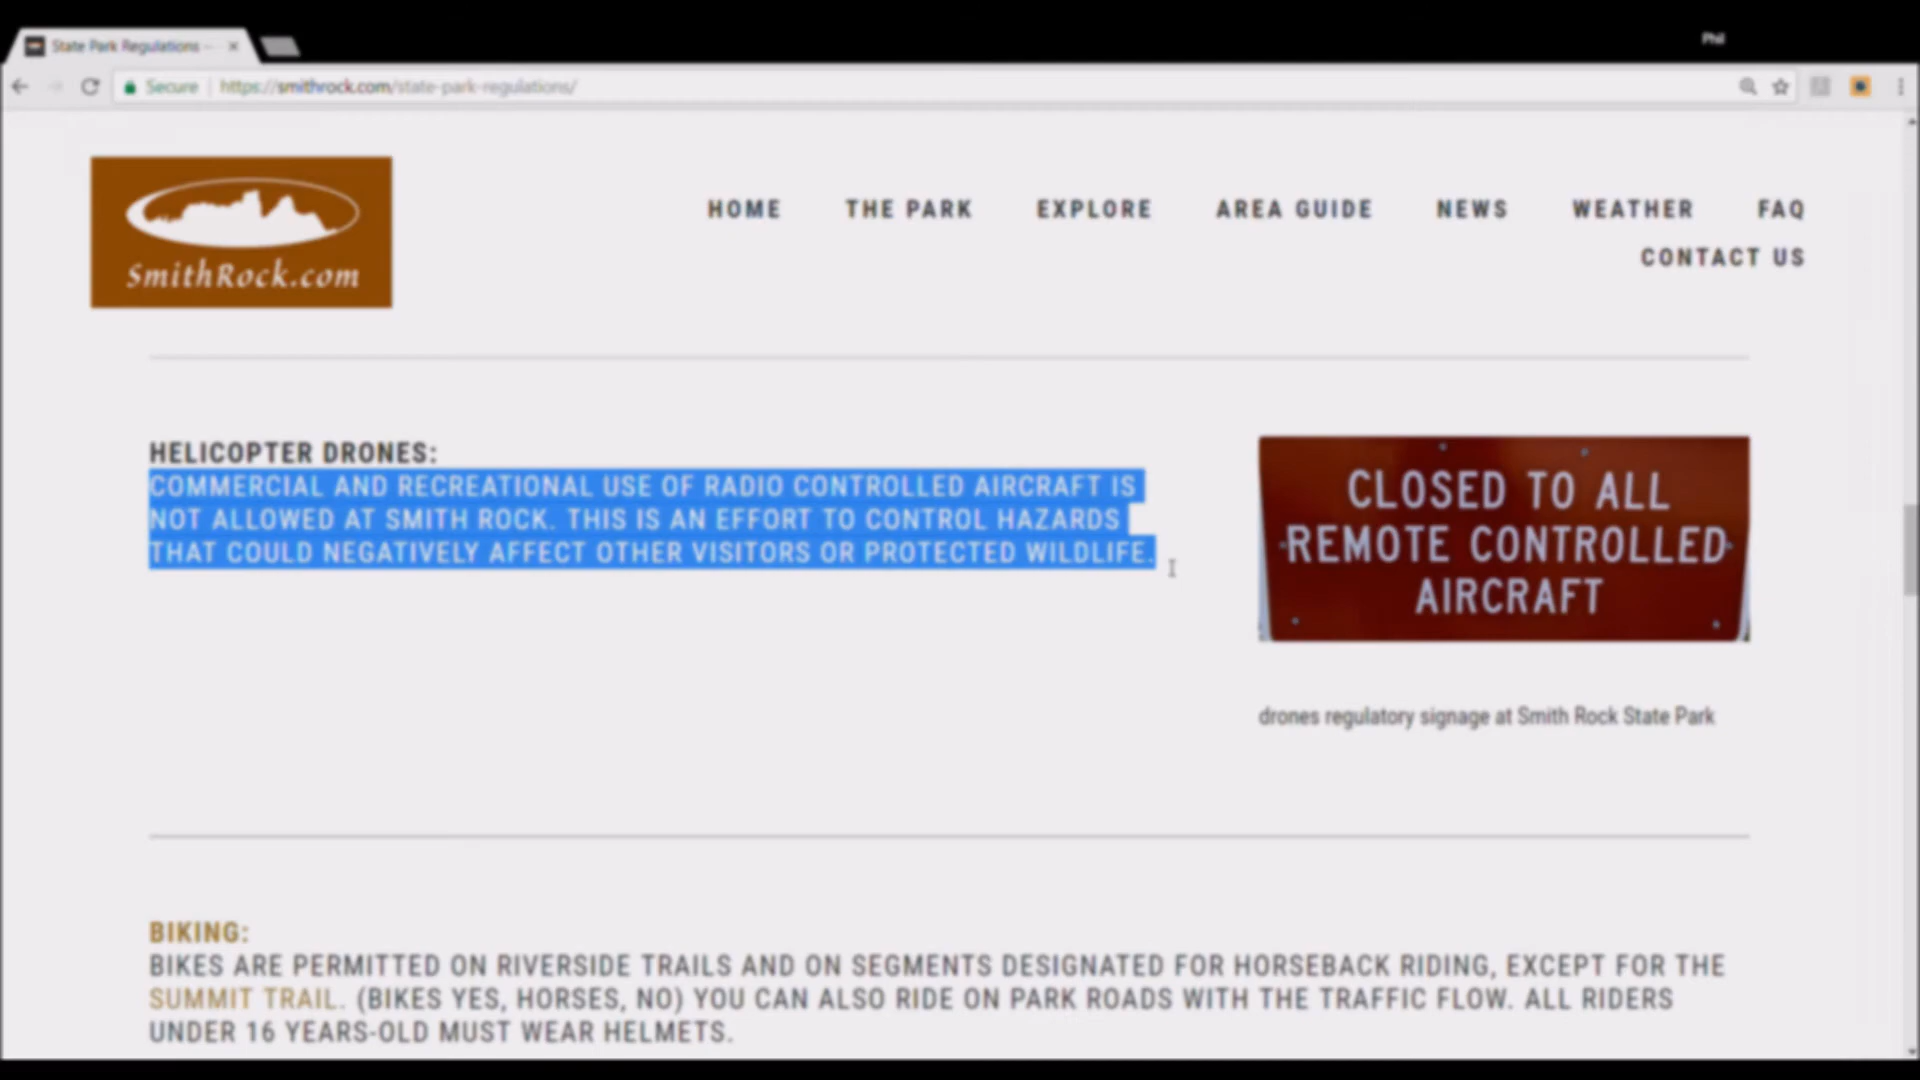 State Park Regulations -
Phil
Secure
https://smithrock.com/state-park-regulations/
SmithRock.com
HOME
THE PARK
EXPLORE
AREA GUIDE
NEWS
WEATHER
FAQ
CONTACT US
HELICOPTER DRONES:
COMMERCIAL AND RECREATIONAL USE OF RADIO CONTROLLED AIRCRAFT IS
NOT ALLOWED AT SMITH ROCK. THIS IS AN EFFORT TO CONTROL HAZARDS
THAT COULD NEGATIVELY AFFECT OTHER VISITORS OR PROTECTED WILDLIFE.
CLOSED TO ALL
REMOTE CONTROLLED
AIRCRAFT
drones regulatory signage at Smith Rock State Park
BIKING:
BIKES ARE PERMITTED ON RIVERSIDE TRAILS AND ON SEGMENTS DESIGNATED FOR HORSEBACK RIDING, EXCEPT FOR THE
SUMMIT TRAIL. (BIKES YES, HORSES, NO) YOU CAN ALSO RIDE ON PARK ROADS WITH THE TRAFFIC FLOW. ALL RIDERS
UNDER 16 YEARS-OLD MUST WEAR HELMETS.